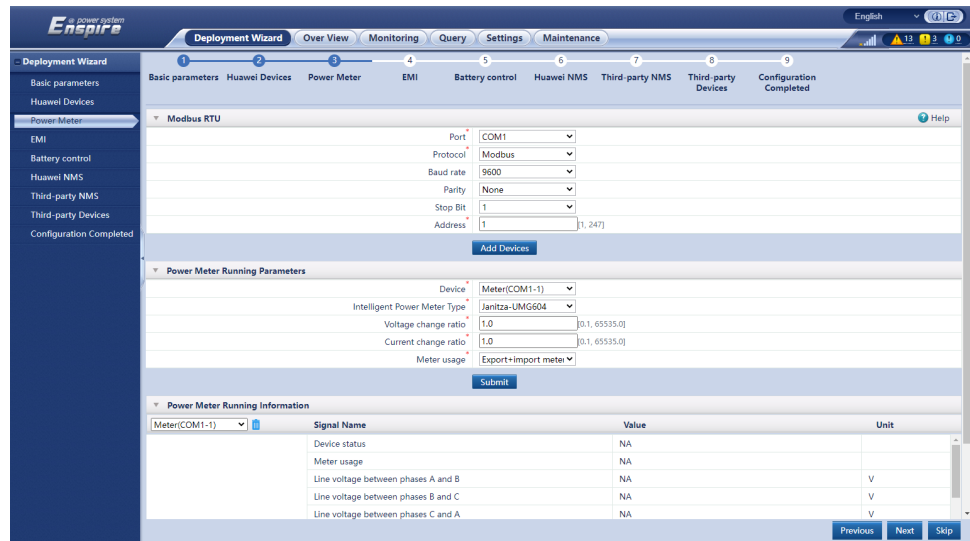 English
Enspire e power system
Deployment Wizard Over View Monitoring Query Settings Maintenance
13 3 0
Deployment Wizard
Basic parameters
Huawei Devices
Power Meter
EMI
Battery control
Huawei NMS
Third-party NMS
Third-party Devices
Configuration Completed
1 2 3 4 5 6 7 8 9
Basic parameters Huawei Devices Power Meter EMI Battery control Huawei NMS Third-party NMS Third-party Devices Configuration Completed
Modbus RTU Help
Port* COM1
Protocol* Modbus
Baud rate 9600
Parity None
Stop Bit 1
Address* 1 [1, 247]
Add Devices
Power Meter Running Parameters
Device* Meter(COM1-1)
Intelligent Power Meter Type* Janitza-UMG604
Voltage change ratio* 1.0 [0.1, 65535.0]
Current change ratio* 1.0 [0.1, 65535.0]
Meter usage* Export+import meter
Submit
Power Meter Running Information
Meter(COM1-1) Signal Name Value Unit
Device status NA
Meter usage NA
Line voltage between phases A and B NA V
Line voltage between phases B and C NA V
Line voltage between phases C and A NA V
Previous Next Skip